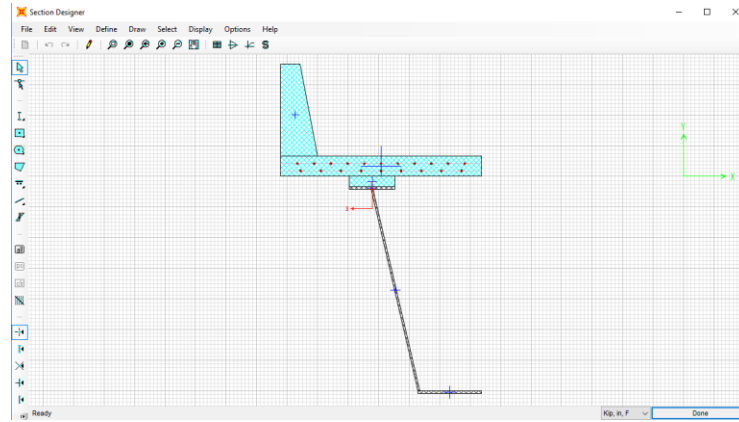 Section Designer
File Edit View Define Draw Select Display Options Help
Y
X
Ready
Kip, in, F
Done